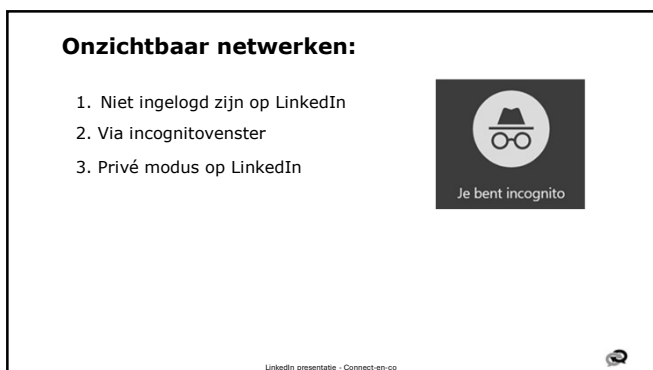 Onzichtbaar netwerken:
1. Niet ingelogd zijn op LinkedIn
2. Via incognitovenster
3. Privé modus op LinkedIn
Je bent incognito
LinkedIn presentatie - Connect-en-co